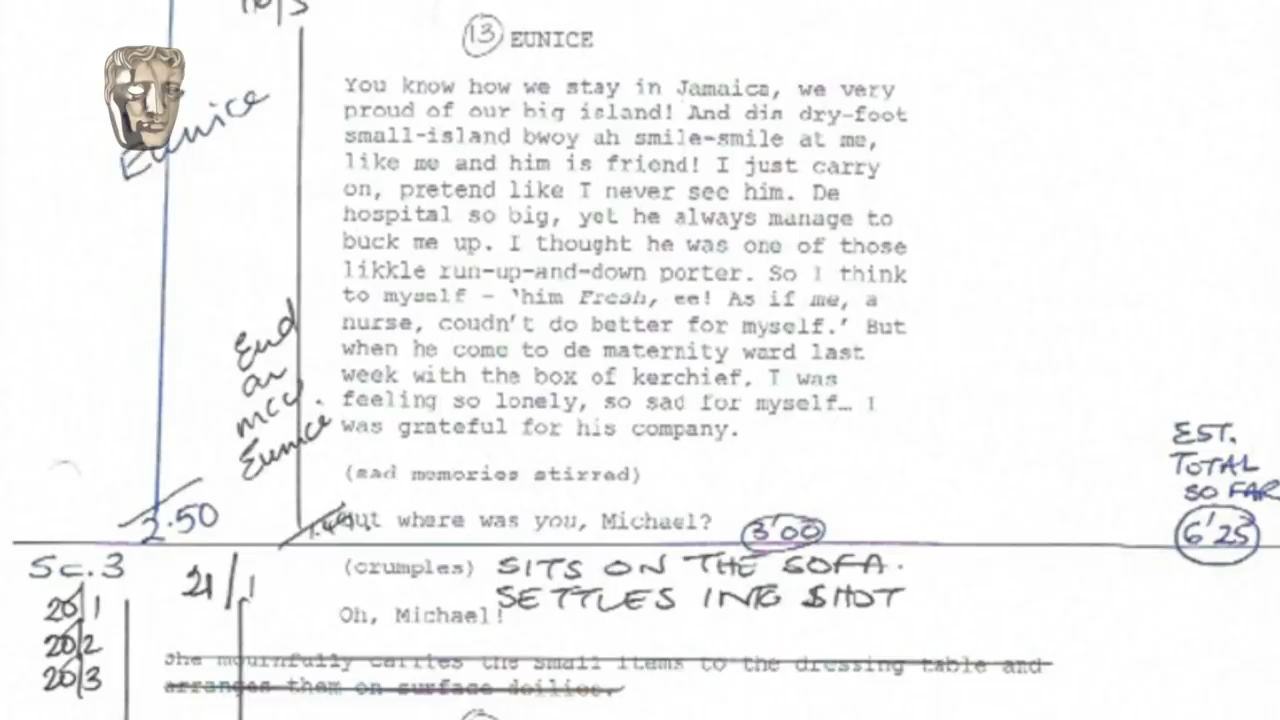 10/3
(13) EUNICE
Eunice
You know how we stay in Jamaica, we very
proud of our big island! And dis dry-foot
small-island bwoy ah smile-smile at me,
like me and him is friend! I just carry
on, pretend like I never see him. De
hospital so big, yet he always manage to
buck me up. I thought he was one of those
likkle run-up-and-down porter. So I think
to myself – 'him Fresh, ee! As if me, a
nurse, coudn't do better for myself.' But
when he come to de maternity ward last
week with the box of kerchief, I was
feeling so lonely, so sad for myself… I
was grateful for his company.
End
on
MCU
Eunice.
(sad memories stirred)
EST.
TOTAL
SO FAR
6'25
2.50
But where was you, Michael?
3'00
Sc.3
21/1
(crumples) SITS ON THE SOFA.
SETTLES INTO SHOT
20/1
20/2
20/3
Oh, Michael!
She mournfully carries the small items to the dressing table and
arranges them on surface doilies.